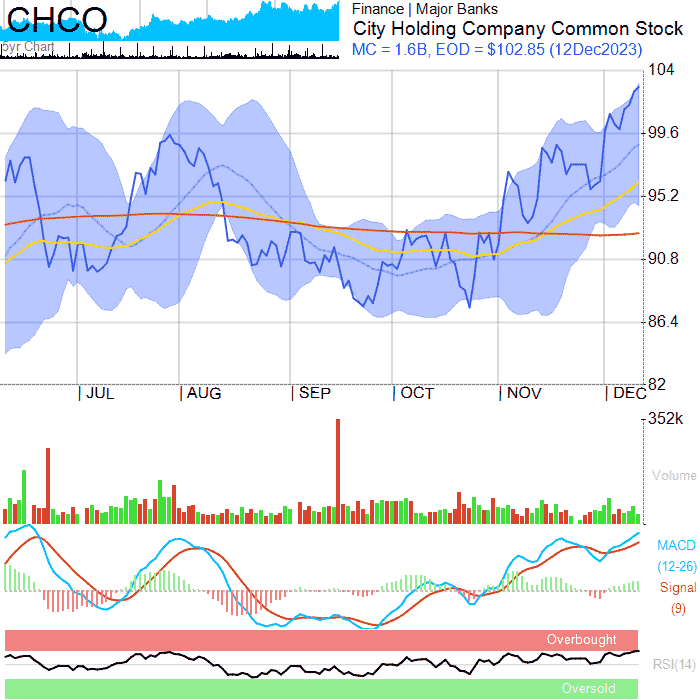 CHCO
5yr Chart
Finance | Major Banks
City Holding Company Common Stock
MC = 1.6B, EOD = $102.85 (12Dec2023)
104
99.6
95.2
90.8
86.4
82
| JUL | AUG | SEP | OCT | NOV | DEC
352k
Volume
MACD
(12-26)
Signal
(9)
Overbought
RSI(14)
Oversold